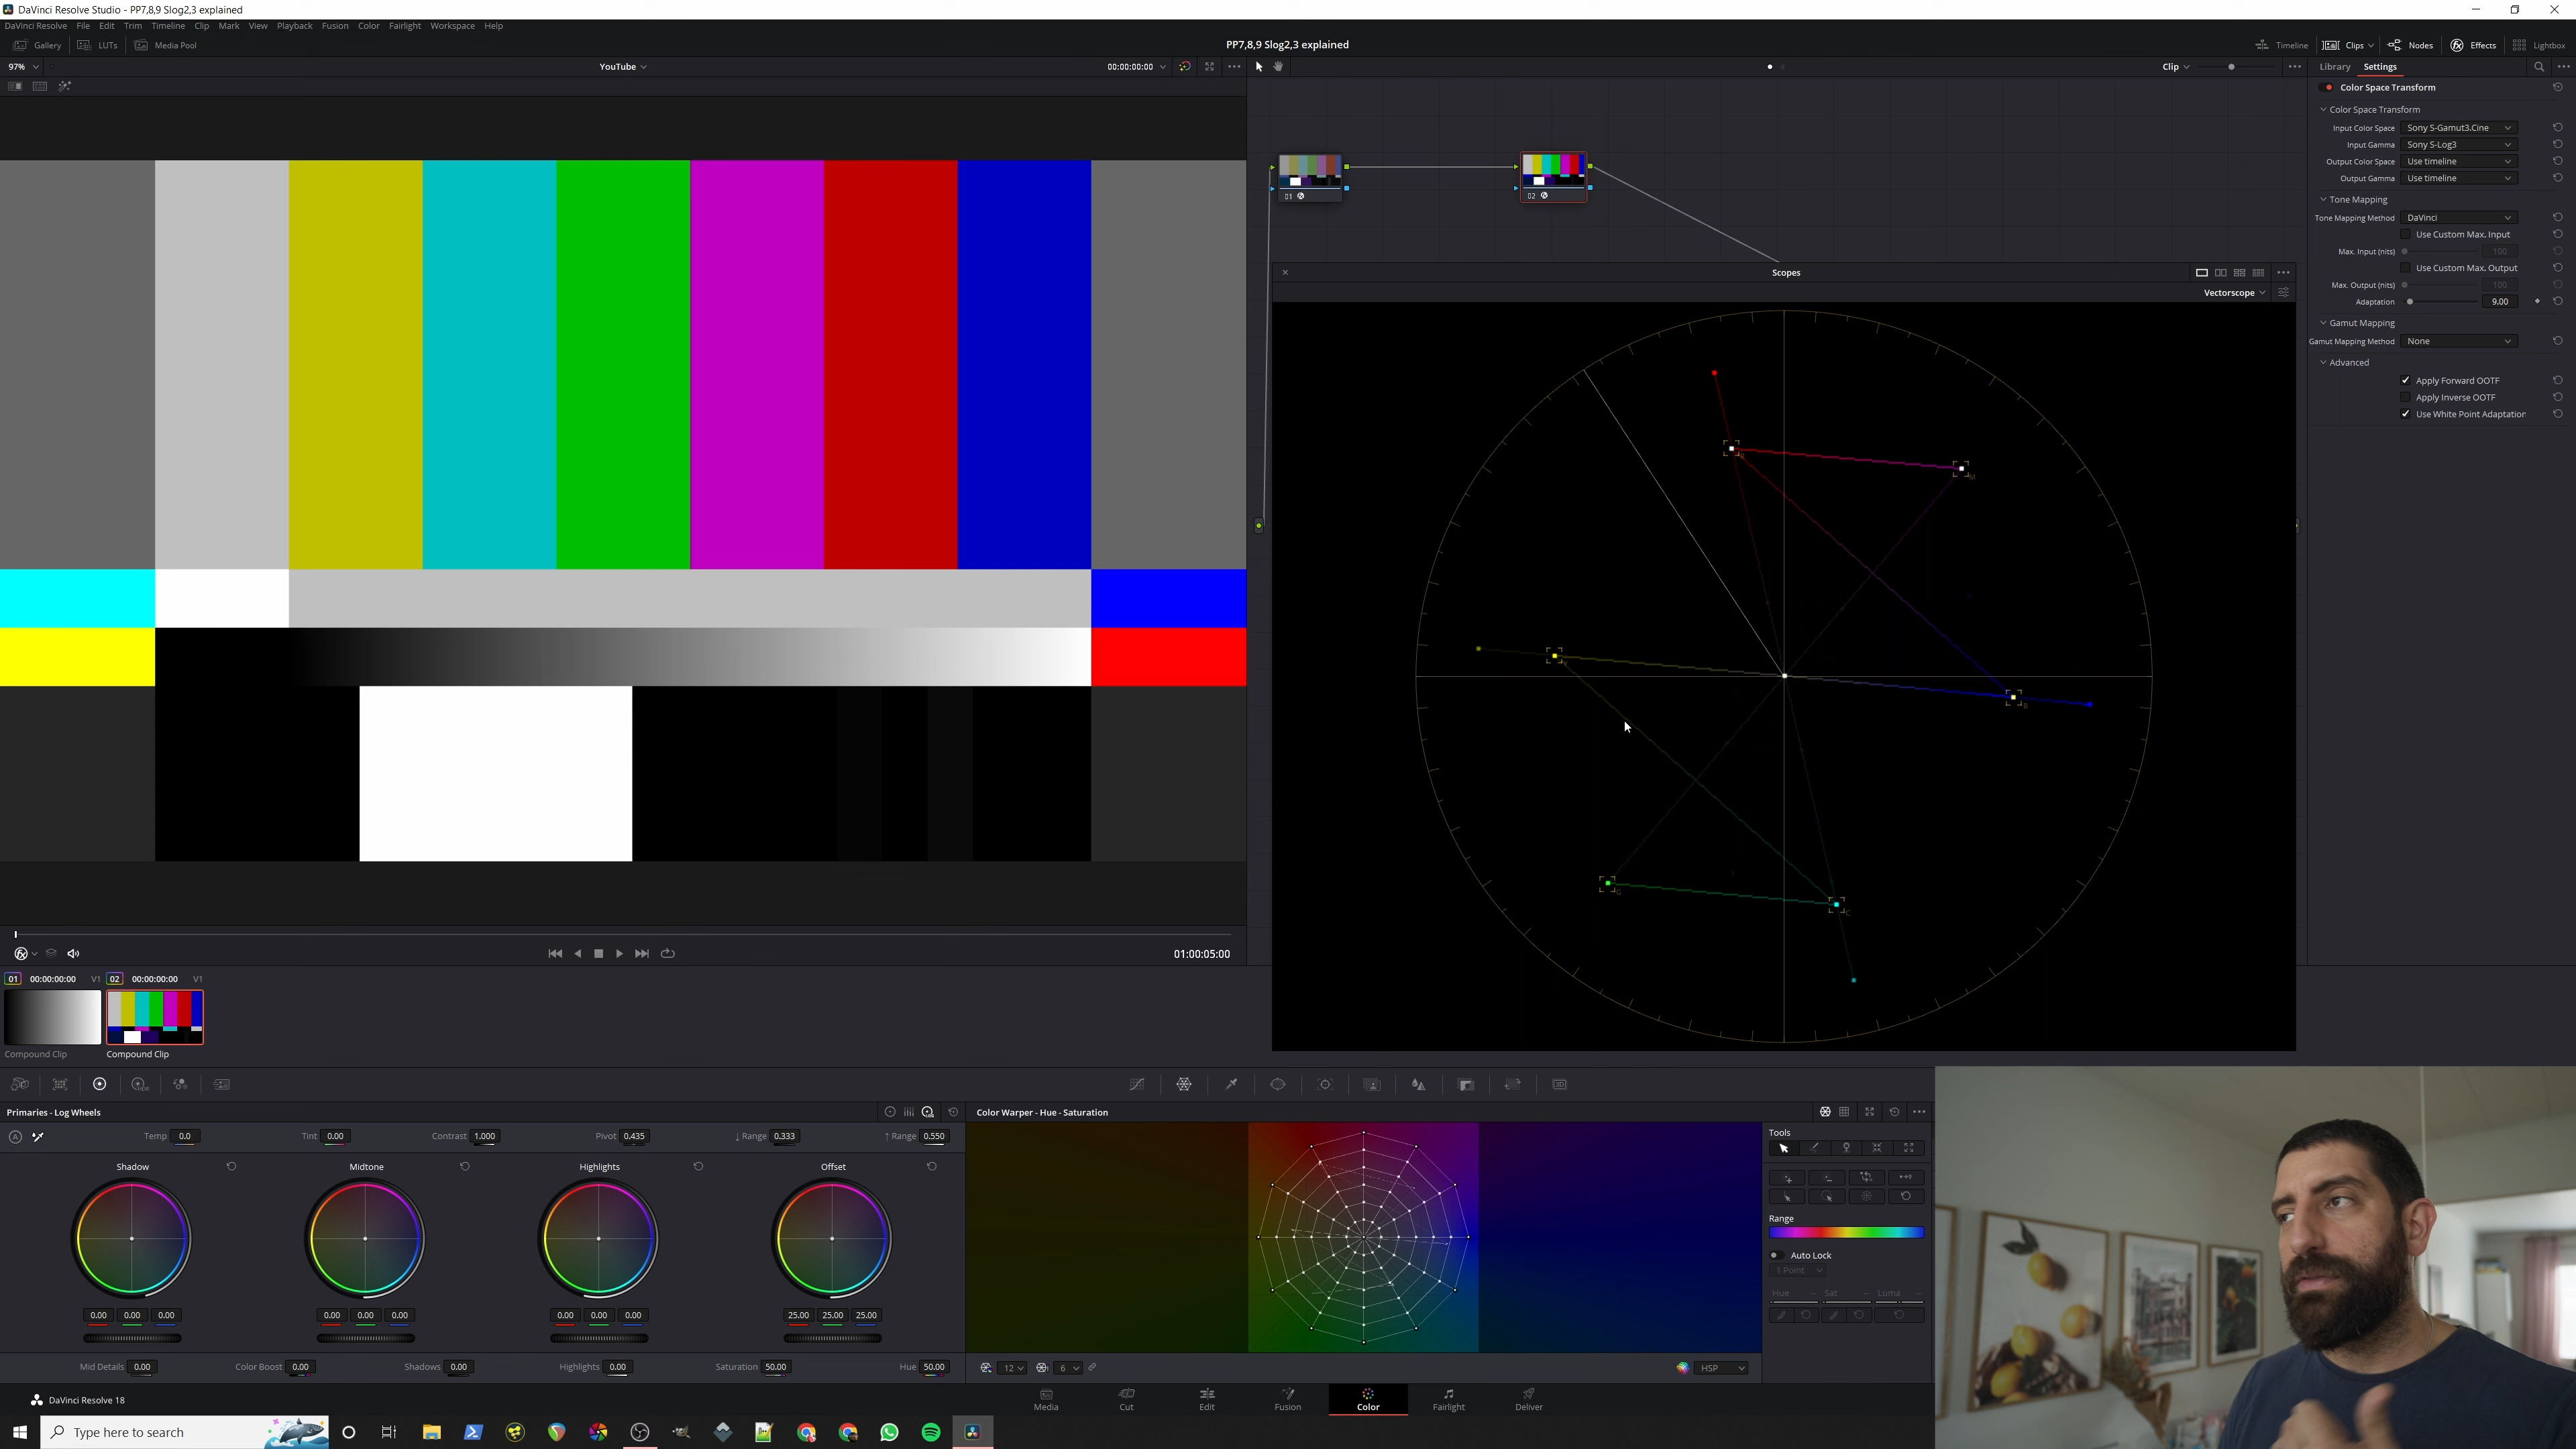 DaVinci Resolve Studio - PP7,8,9 Slog2,3 explained
DaVinci Resolve File Edit Trim Timeline Clip Mark View Playback Fusion Color Fairlight Workspace Help
Gallery LUTs Media Pool PP7,8,9 Slog2,3 explained Timeline Clips Nodes Effects Lightbox
97% YouTube 00:00:00:00 Clip Library Settings
Color Space Transform
Color Space Transform
Input Color Space Sony S-Gamut3.Cine
Input Gamma Sony S-Log3
Output Color Space Use timeline
Output Gamma Use timeline
01 02
Tone Mapping
Tone Mapping Method DaVinci
Use Custom Max. Input
Max. Input (nits) 100
Use Custom Max. Output
Max. Output (nits) 100
Adaptation 9.00
Gamut Mapping
Gamut Mapping Method None
Advanced
Apply Forward OOTF
Apply Inverse OOTF
Use White Point Adaptation
Scopes
Vectorscope
01:00:05:00
01 00:00:00:00 V1 02 00:00:00:00 V1
Compound Clip Compound Clip
Primaries - Log Wheels
Temp 0.0 Tint 0.00 Contrast 1.000 Pivot 0.435 ↓ Range 0.333 ↑ Range 0.550
Shadow Midtone Highlights Offset
0.00 0.00 0.00 0.00 0.00 0.00 0.00 0.00 0.00 25.00 25.00 25.00
Mid Details 0.00 Color Boost 0.00 Shadows 0.00 Highlights 0.00 Saturation 50.00 Hue 50.00
Color Warper - Hue - Saturation
Tools
Range
Auto Lock
1 Point
Hue Sat Luma
12 6 HSP
DaVinci Resolve 18
Media Cut Edit Fusion Color Fairlight Deliver
Type here to search